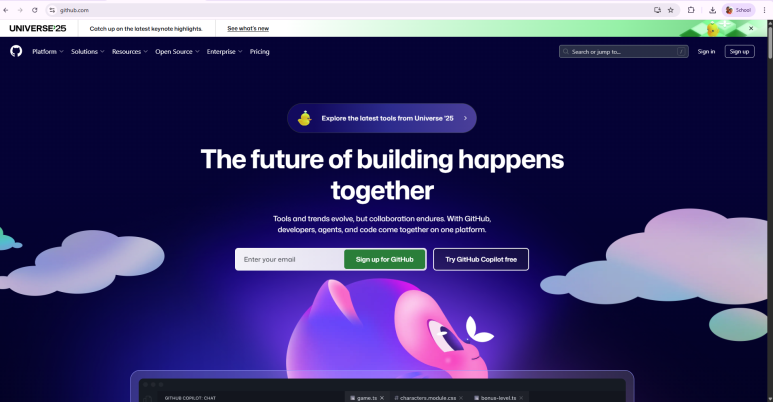 github.com
School
UNIVERSE'25
Catch up on the latest keynote highlights.
See what's new
Platform
Solutions
Resources
Open Source
Enterprise
Pricing
Search or jump to...
/
Sign in
Sign up
Explore the latest tools from Universe '25
The future of building happens
together
Tools and trends evolve, but collaboration endures. With GitHub,
developers, agents, and code come together on one platform.
Enter your email
Sign up for GitHub
Try GitHub Copilot free
GITHUB COPILOT: CHAT
game.ts
# characters.module.css
bonus-level.ts